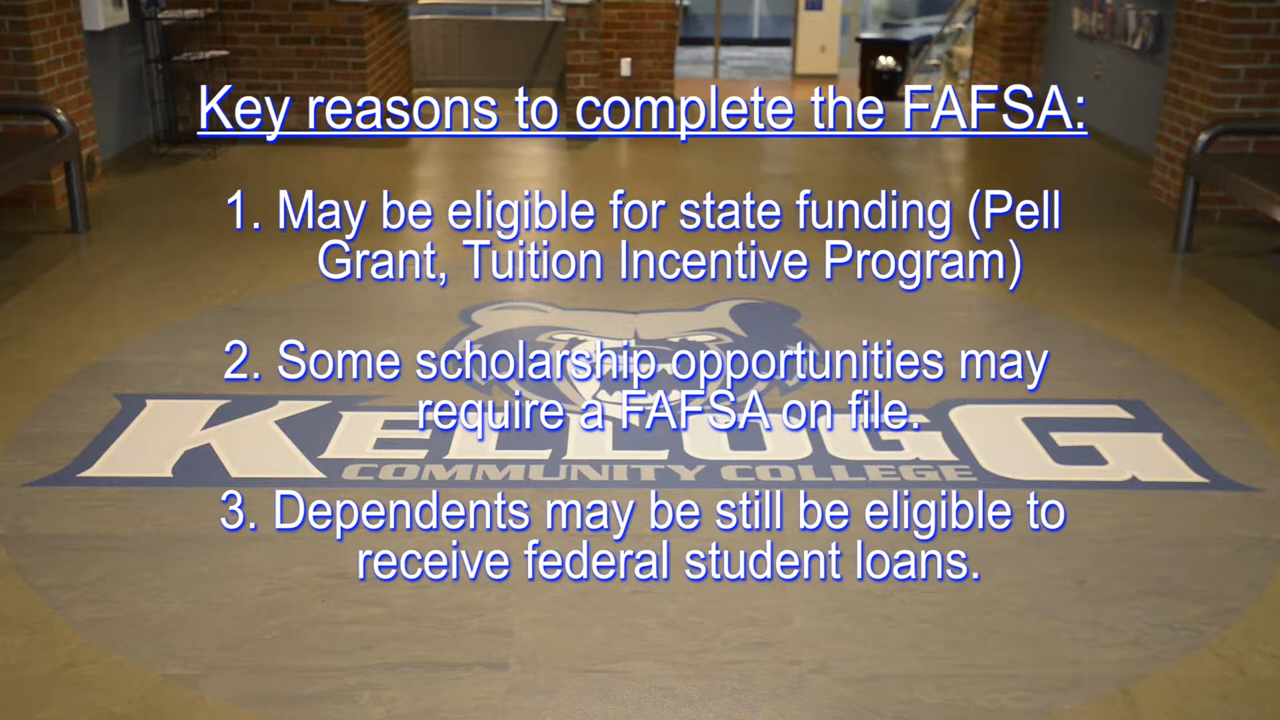 Key reasons to complete the FAFSA:
1. May be eligible for state funding (Pell
Grant, Tuition Incentive Program)
2. Some scholarship opportunities may
require a FAFSA on file.
KELLOGG
COMMUNITY COLLEGE
3. Dependents may be still be eligible to
receive federal student loans.